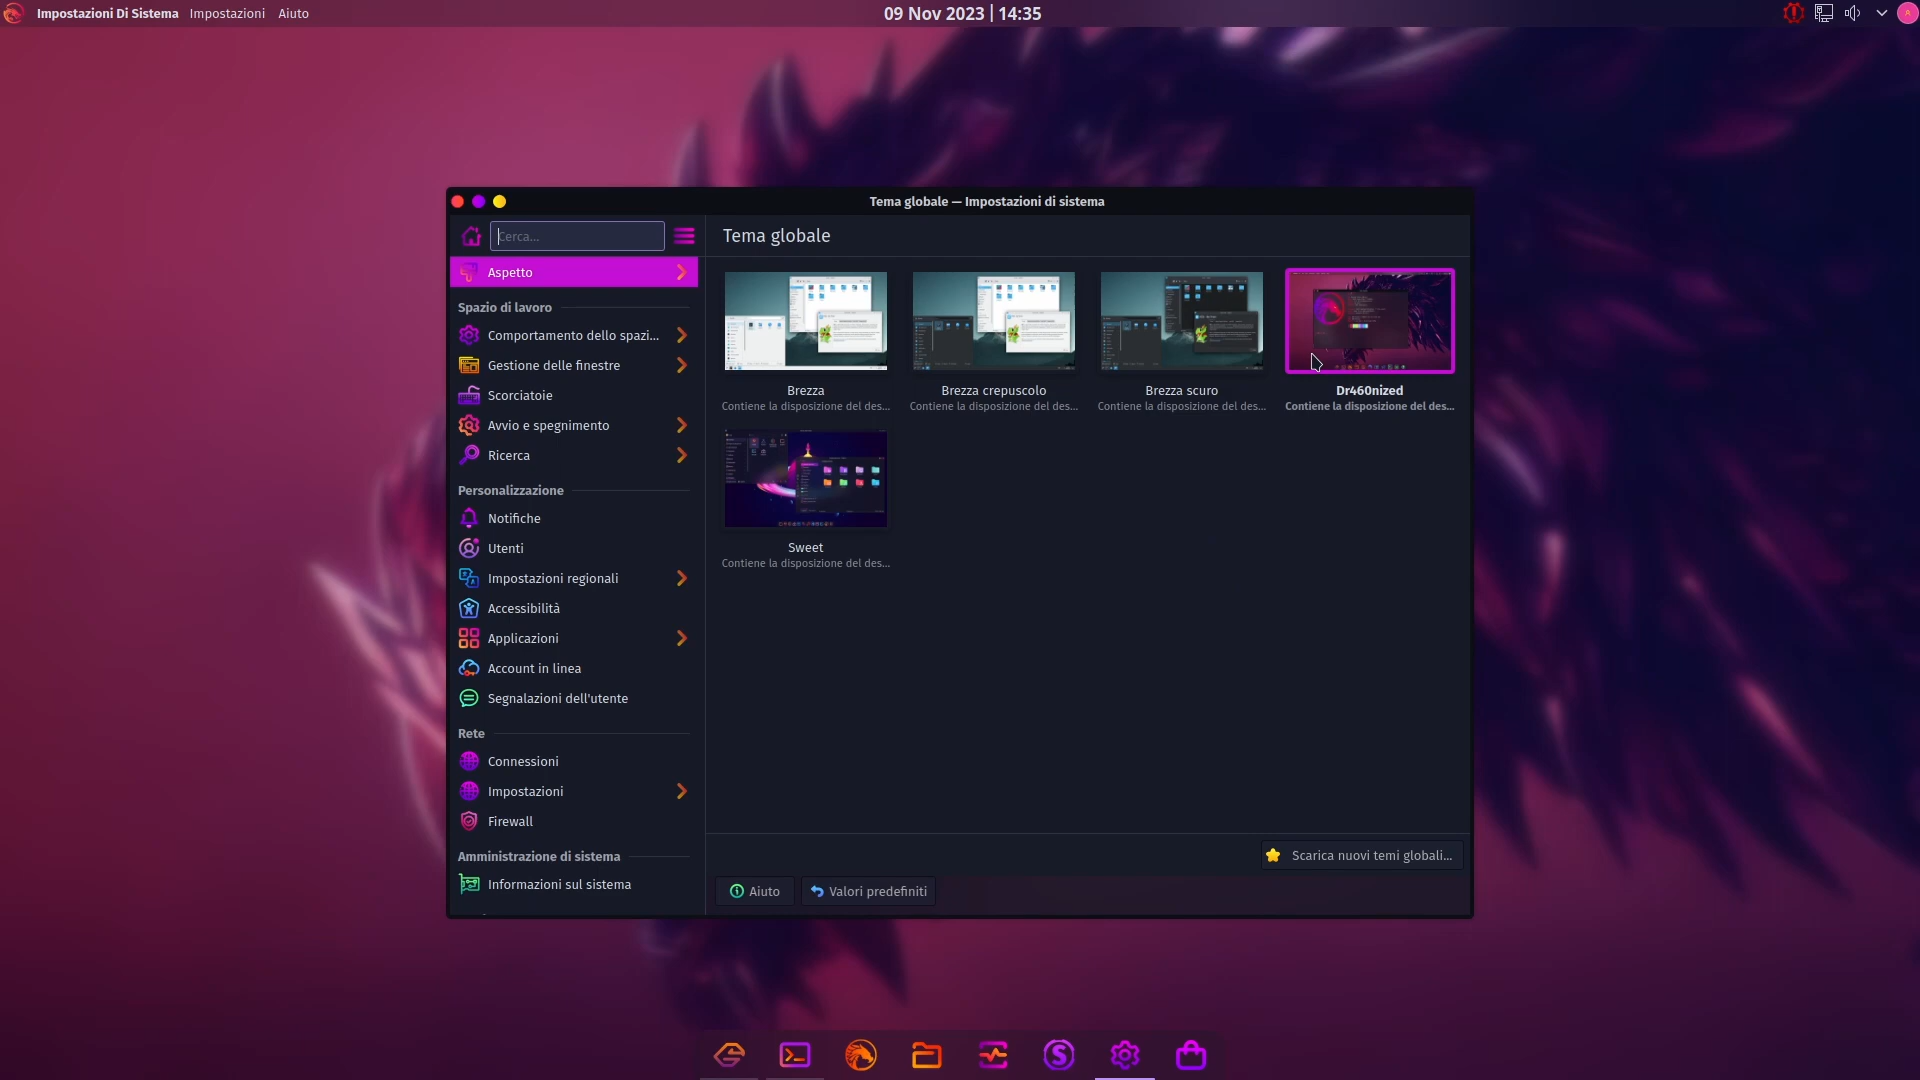 Impostazioni Di Sistema Impostazioni Aiuto
09 Nov 2023 | 14:35
Tema globale — Impostazioni di sistema
Cerca...
Tema globale
Aspetto
Spazio di lavoro
Comportamento dello spazi...
Gestione delle finestre
Scorciatoie
Avvio e spegnimento
Ricerca
Personalizzazione
Notifiche
Utenti
Impostazioni regionali
Accessibilità
Applicazioni
Account in linea
Segnalazioni dell'utente
Rete
Connessioni
Impostazioni
Firewall
Amministrazione di sistema
Informazioni sul sistema
Brezza
Contiene la disposizione del des...
Brezza crepuscolo
Contiene la disposizione del des...
Brezza scuro
Contiene la disposizione del des...
Dr460nized
Contiene la disposizione del des...
Sweet
Contiene la disposizione del des...
Scarica nuovi temi globali...
Aiuto
Valori predefiniti